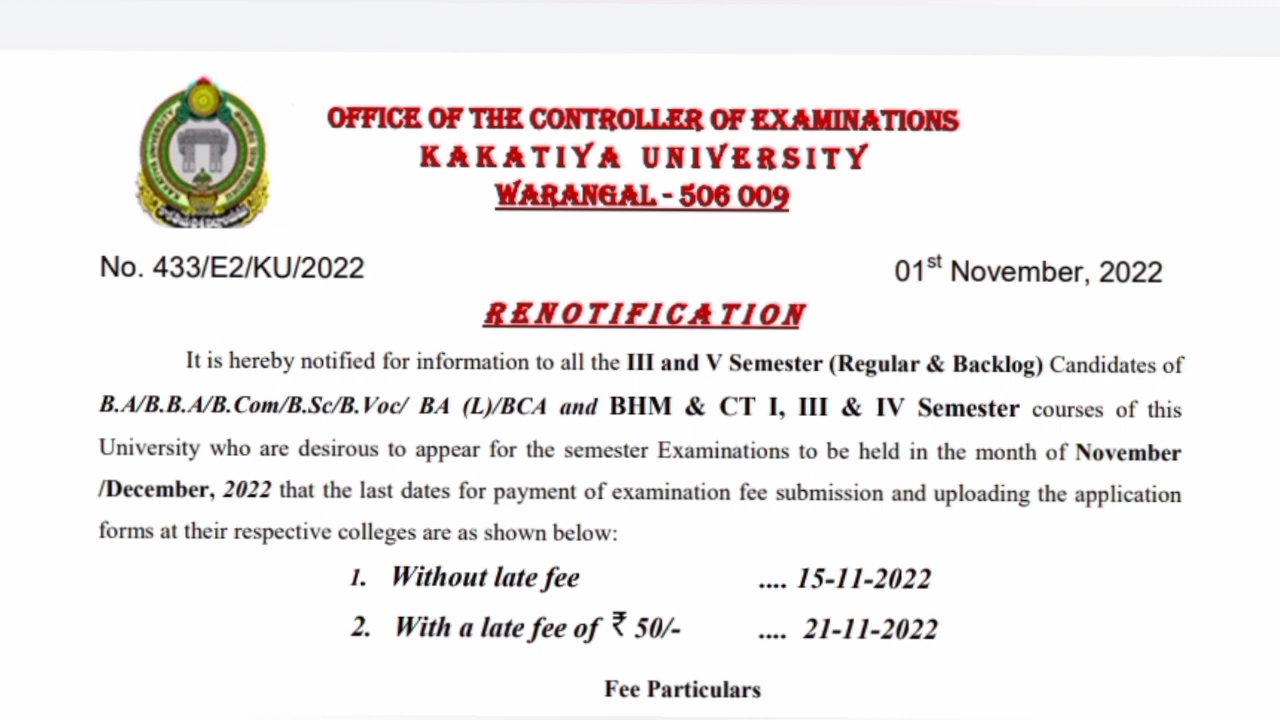 OFFICE OF THE CONTROLLER OF EXAMINATIONS
KAKATIYA UNIVERSITY
WARANGAL - 506 009
KAKATIYA UNIVERSITY
No. 433/E2/KU/2022
01st November, 2022
RENOTIFICATION
It is hereby notified for information to all the III and V Semester (Regular & Backlog) Candidates of
B.A/B.B.A/B.Com/B.Sc/B.Voc/ BA (L)/BCA and BHM & CT I, III & IV Semester courses of this
University who are desirous to appear for the semester Examinations to be held in the month of November
/December, 2022 that the last dates for payment of examination fee submission and uploading the application
forms at their respective colleges are as shown below:
1. Without late fee .... 15-11-2022
2. With a late fee of ₹ 50/- .... 21-11-2022
Fee Particulars